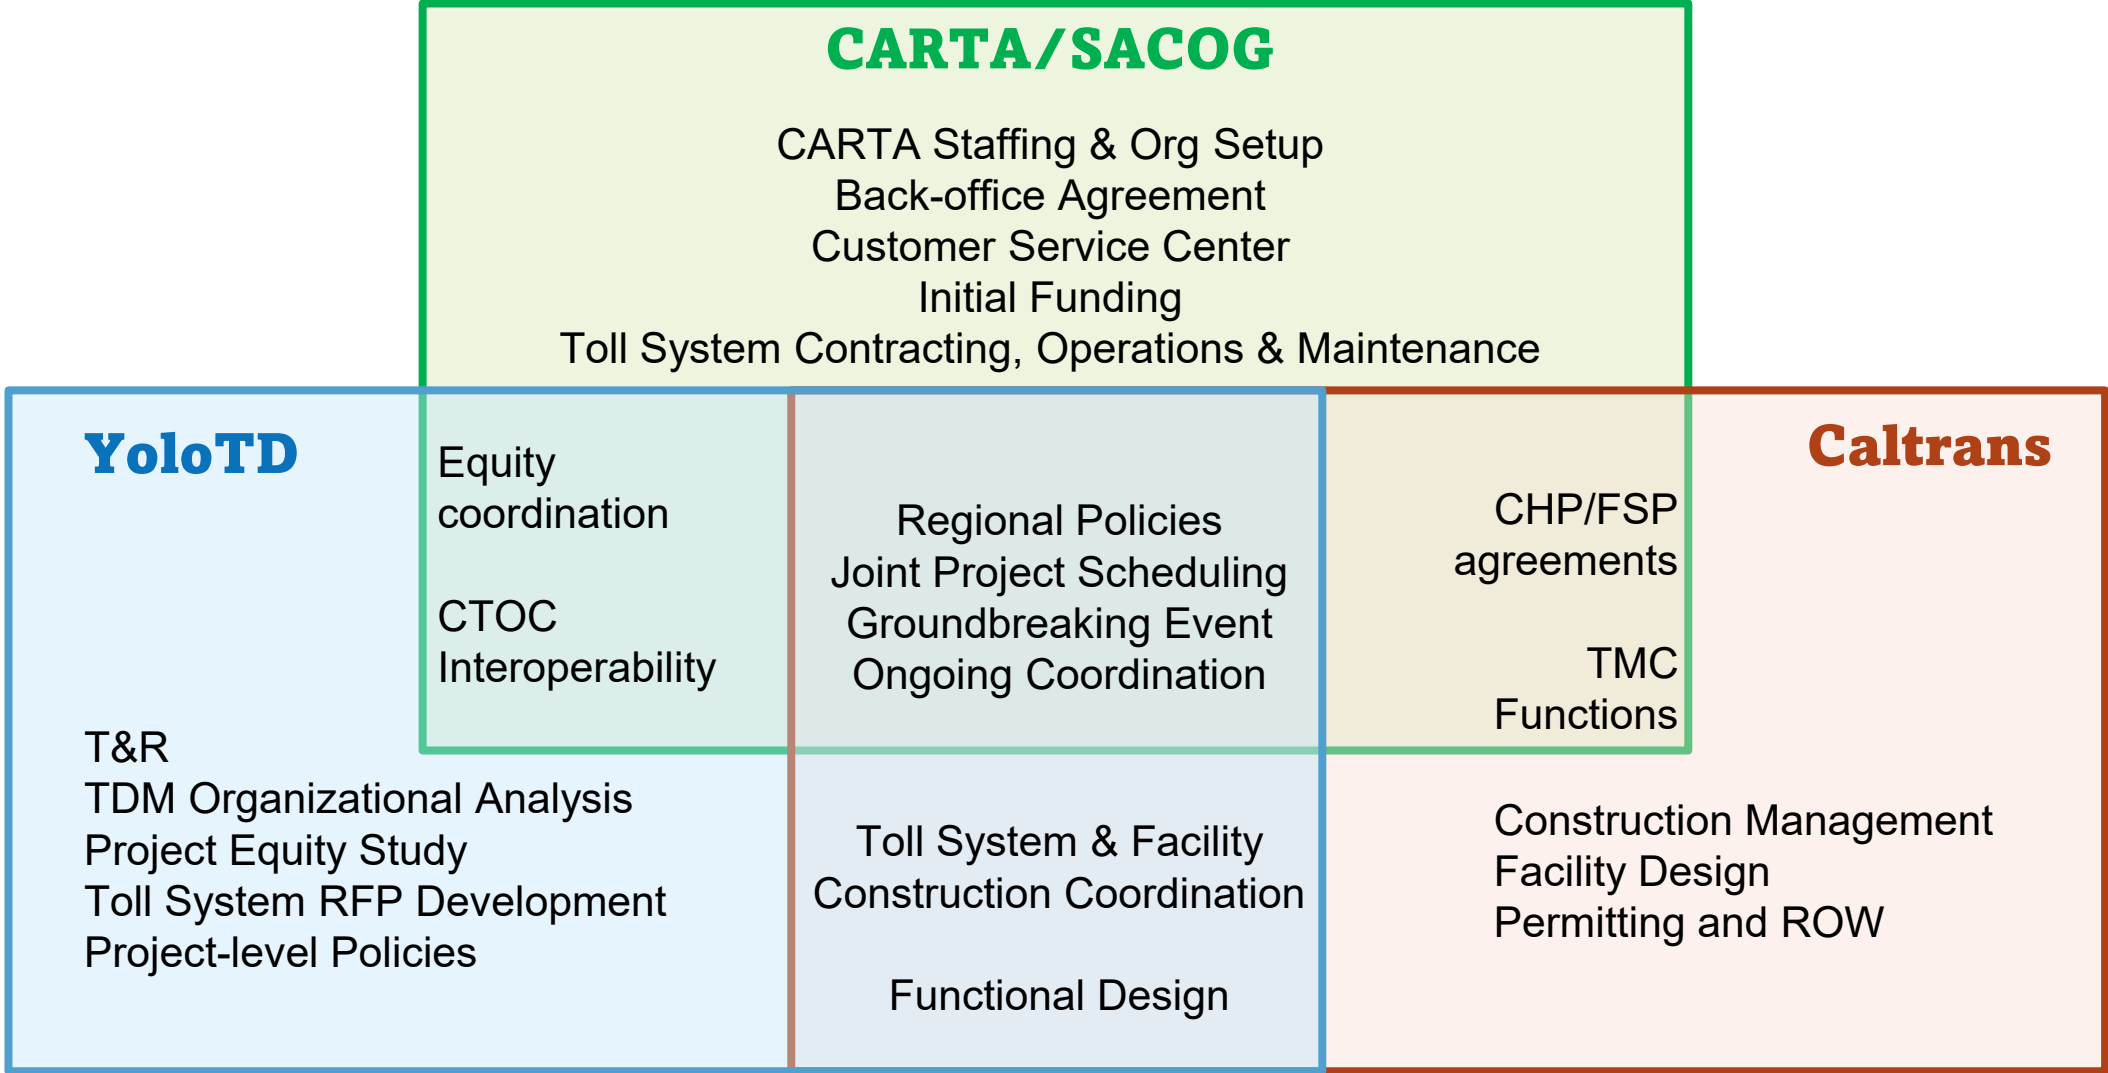 CARTA/SACOG
CARTA Staffing & Org Setup
Back-office Agreement
Customer Service Center
Initial Funding
Toll System Contracting, Operations & Maintenance
YoloTD
Equity
coordination
CTOC
Interoperability
T&R
TDM Organizational Analysis
Project Equity Study
Toll System RFP Development
Project-level Policies
Regional Policies
Joint Project Scheduling
Groundbreaking Event
Ongoing Coordination
Toll System & Facility
Construction Coordination
Functional Design
Caltrans
CHP/FSP
agreements
TMC
Functions
Construction Management
Facility Design
Permitting and ROW